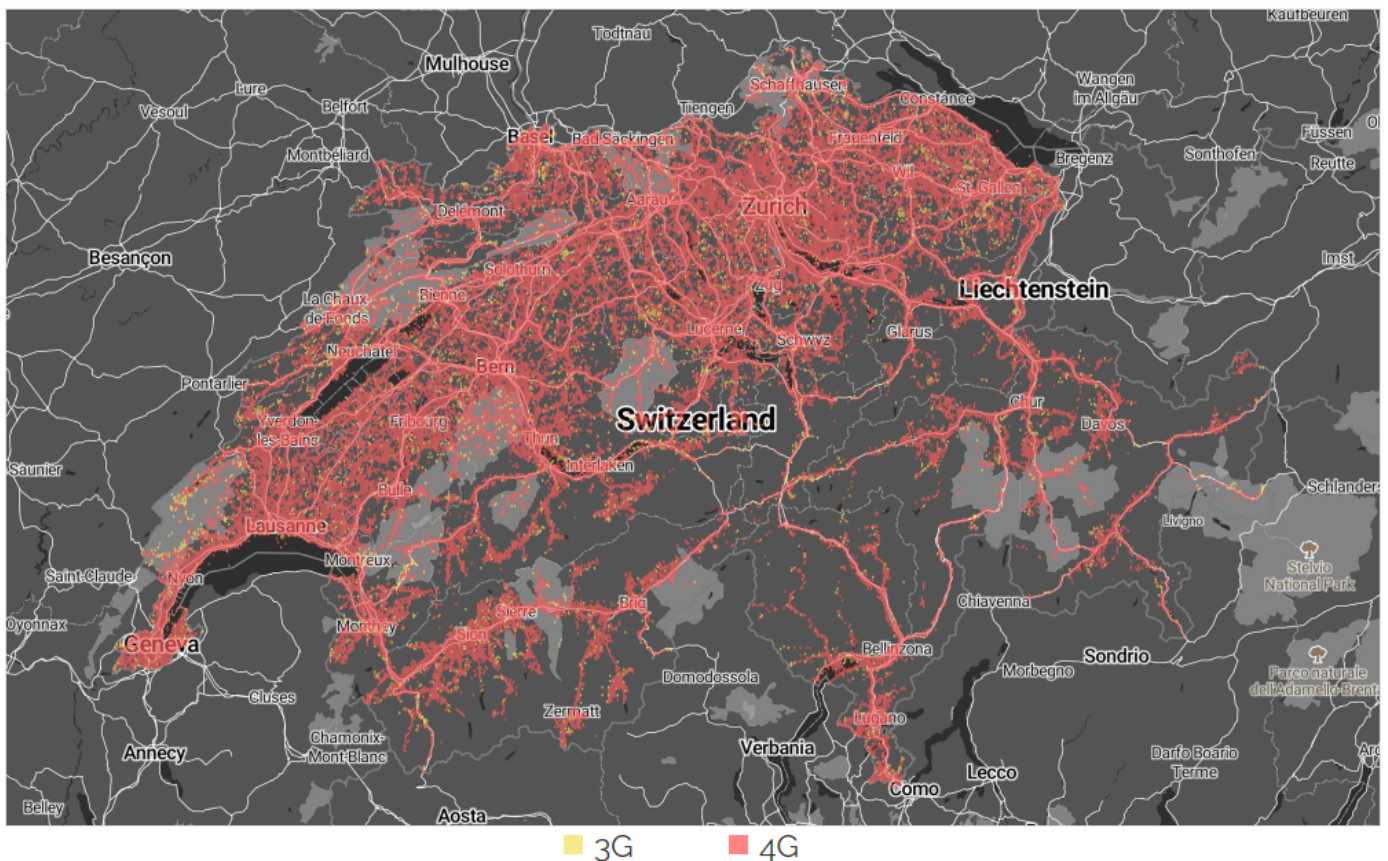 Kaufbeuren
Todtnau
Mulhouse
Wangen
im Allgäu
Lure
Schaffhausen
Vesoul
Belfort
Tiengen
Constance
Füssen
Basel
Bad Säckingen
Frauenfeld
Montbéliard
Bregenz
Sonthofen
Reutte
Wil
St. Gallen
Aarau
Zurich
Delémont
Besançon
Imst
Solothurn
Zug
Liechtenstein
Bienne
La Chaux-
de-Fonds
Lucerne
Schwyz
Glarus
Neuchâtel
Bern
Pontarlier
Chur
Switzerland
Yverdon-
les-Bains
Fribourg
Davos
Thun
Interlaken
Saunier
Bulle
Schlanders
Lausanne
Livigno
Montreux
Stelvio
National Park
Saint-Claude
Nyon
Chiavenna
Brig
Sierre
Oyonnax
Monthey
Sion
Geneva
Bellinzona
Sondrio
Morbegno
Domodossola
Parco naturale
dell'Adamello-Brent
Cluses
Zermatt
Lugano
Chamonix-
Mont-Blanc
Annecy
Verbania
Darfo Boario
Terme
Lecco
Como
Belley
Aosta
3G
4G